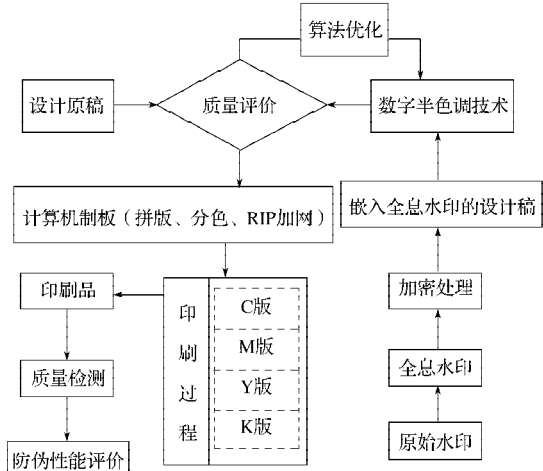 算法优化
设计原稿
质量评价
数字半色调技术
计算机制板（拼版、分色、RIP加网）
嵌入全息水印的设计稿
印刷品
印刷过程
C版
M版
Y版
K版
加密处理
质量检测
全息水印
防伪性能评价
原始水印